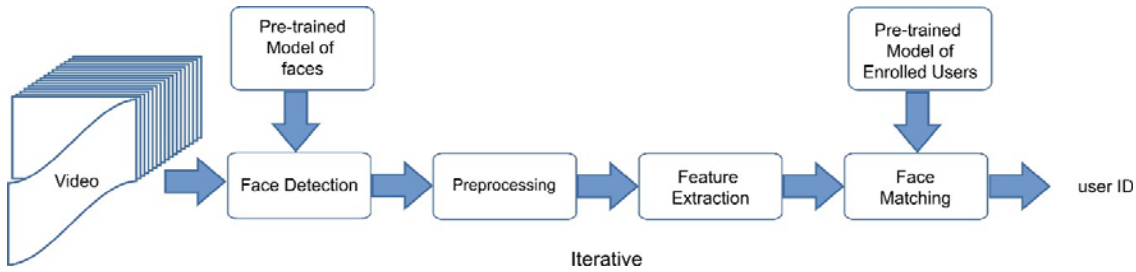 Pre-trained
Model of
faces
Pre-trained
Model of
Enrolled Users
Video
Face Detection
Preprocessing
Feature
Extraction
Face
Matching
user ID
Iterative